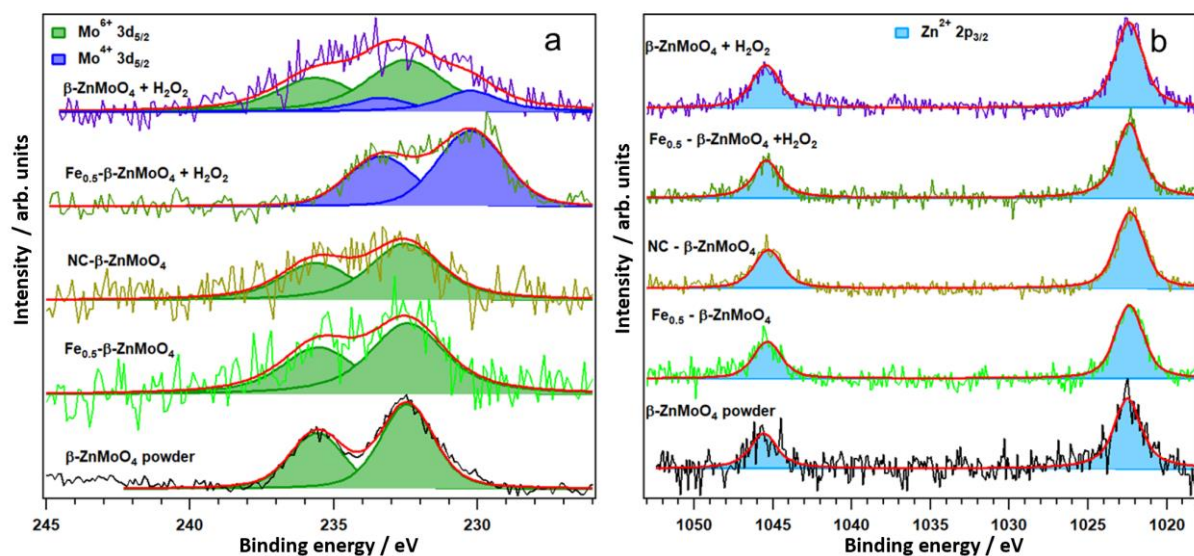 Mo⁶⁺ 3d₅/₂
Mo⁴⁺ 3d₅/₂
a
β-ZnMoO₄ + H₂O₂
Fe₀.₅-β-ZnMoO₄ + H₂O₂
NC-β-ZnMoO₄
Fe₀.₅-β-ZnMoO₄
β-ZnMoO₄ powder
Intensity / arb. units
245 240 235 230
Binding energy / eV
Zn²⁺ 2p₃/₂
b
β-ZnMoO₄ + H₂O₂
Fe₀.₅ - β-ZnMoO₄ +H₂O₂
NC - β-ZnMoO₄
Fe₀.₅ - β-ZnMoO₄
β-ZnMoO₄ powder
Intensity / arb. units
1050 1045 1040 1035 1030 1025 1020
Binding energy / eV